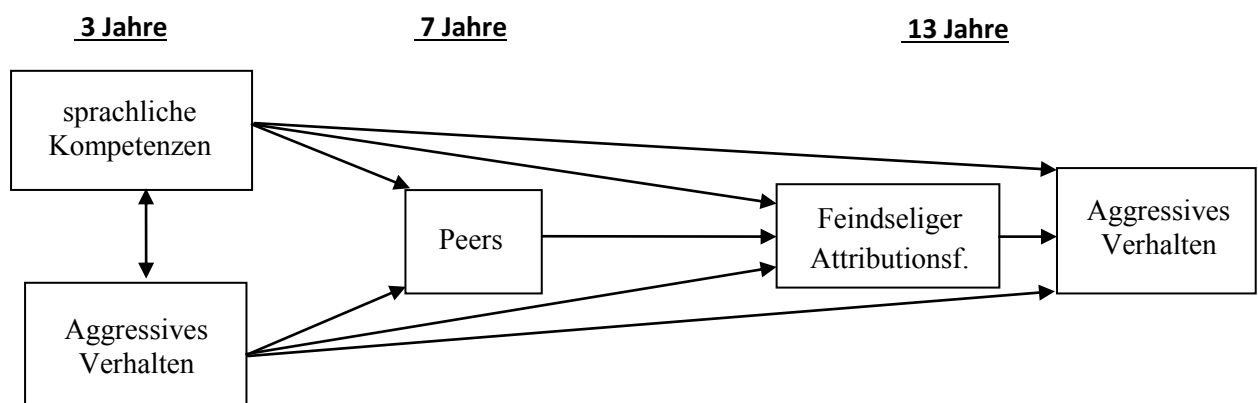 3 Jahre
7 Jahre
13 Jahre
sprachliche
Kompetenzen
Peers
Feindseliger
Attributionsf.
Aggressives
Verhalten
Aggressives
Verhalten